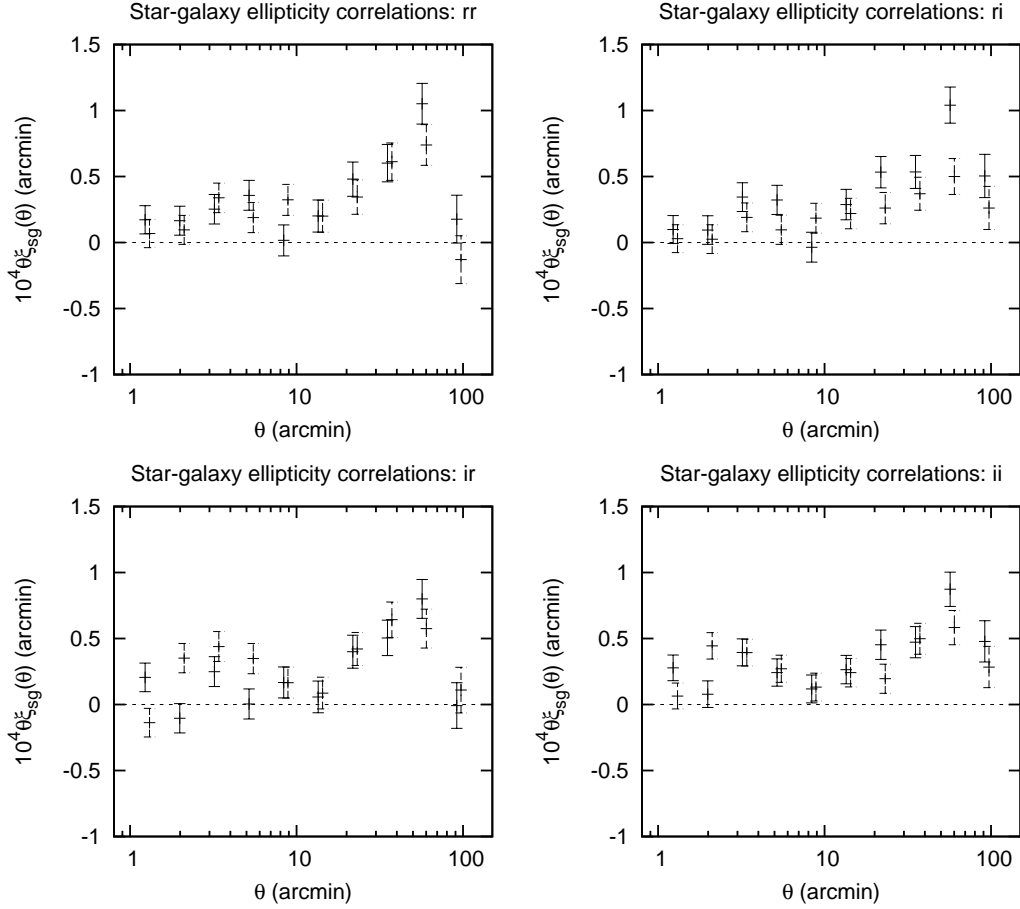 Star-galaxy ellipticity correlations: rr
1.5
1
0.5
0
-0.5
-1
10⁴θξsg(θ) (arcmin)
1 10 100
θ (arcmin)
Star-galaxy ellipticity correlations: ri
1.5
1
0.5
0
-0.5
-1
10⁴θξsg(θ) (arcmin)
1 10 100
θ (arcmin)
Star-galaxy ellipticity correlations: ir
1.5
1
0.5
0
-0.5
-1
10⁴θξsg(θ) (arcmin)
1 10 100
θ (arcmin)
Star-galaxy ellipticity correlations: ii
1.5
1
0.5
0
-0.5
-1
10⁴θξsg(θ) (arcmin)
1 10 100
θ (arcmin)